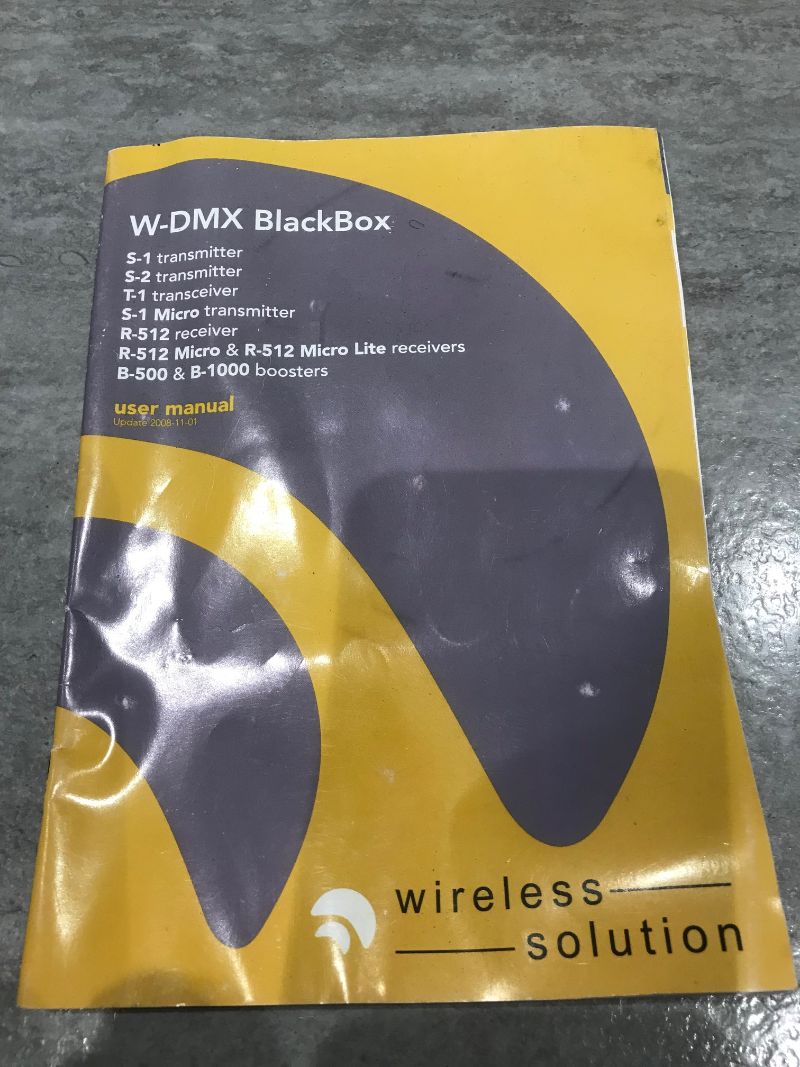 W-DMX BlackBox
S-1 transmitter
S-2 transmitter
T-1 transceiver
S-1 Micro transmitter
R-512 receiver
R-512 Micro & R-512 Micro Lite receivers
B-500 & B-1000 boosters
user manual
Update 2008-11-01
wireless
solution